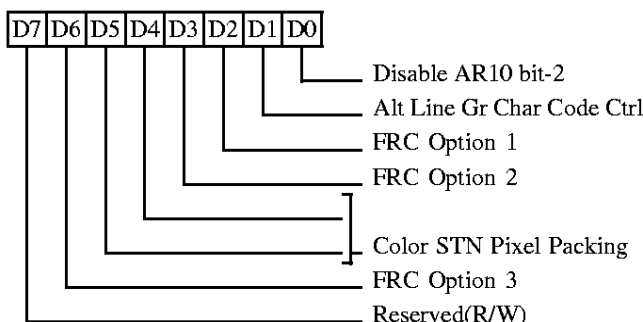 D7 D6 D5 D4 D3 D2 D1 D0
Disable AR10 bit-2
Alt Line Gr Char Code Ctrl
FRC Option 1
FRC Option 2
Color STN Pixel Packing
FRC Option 3
Reserved(R/W)